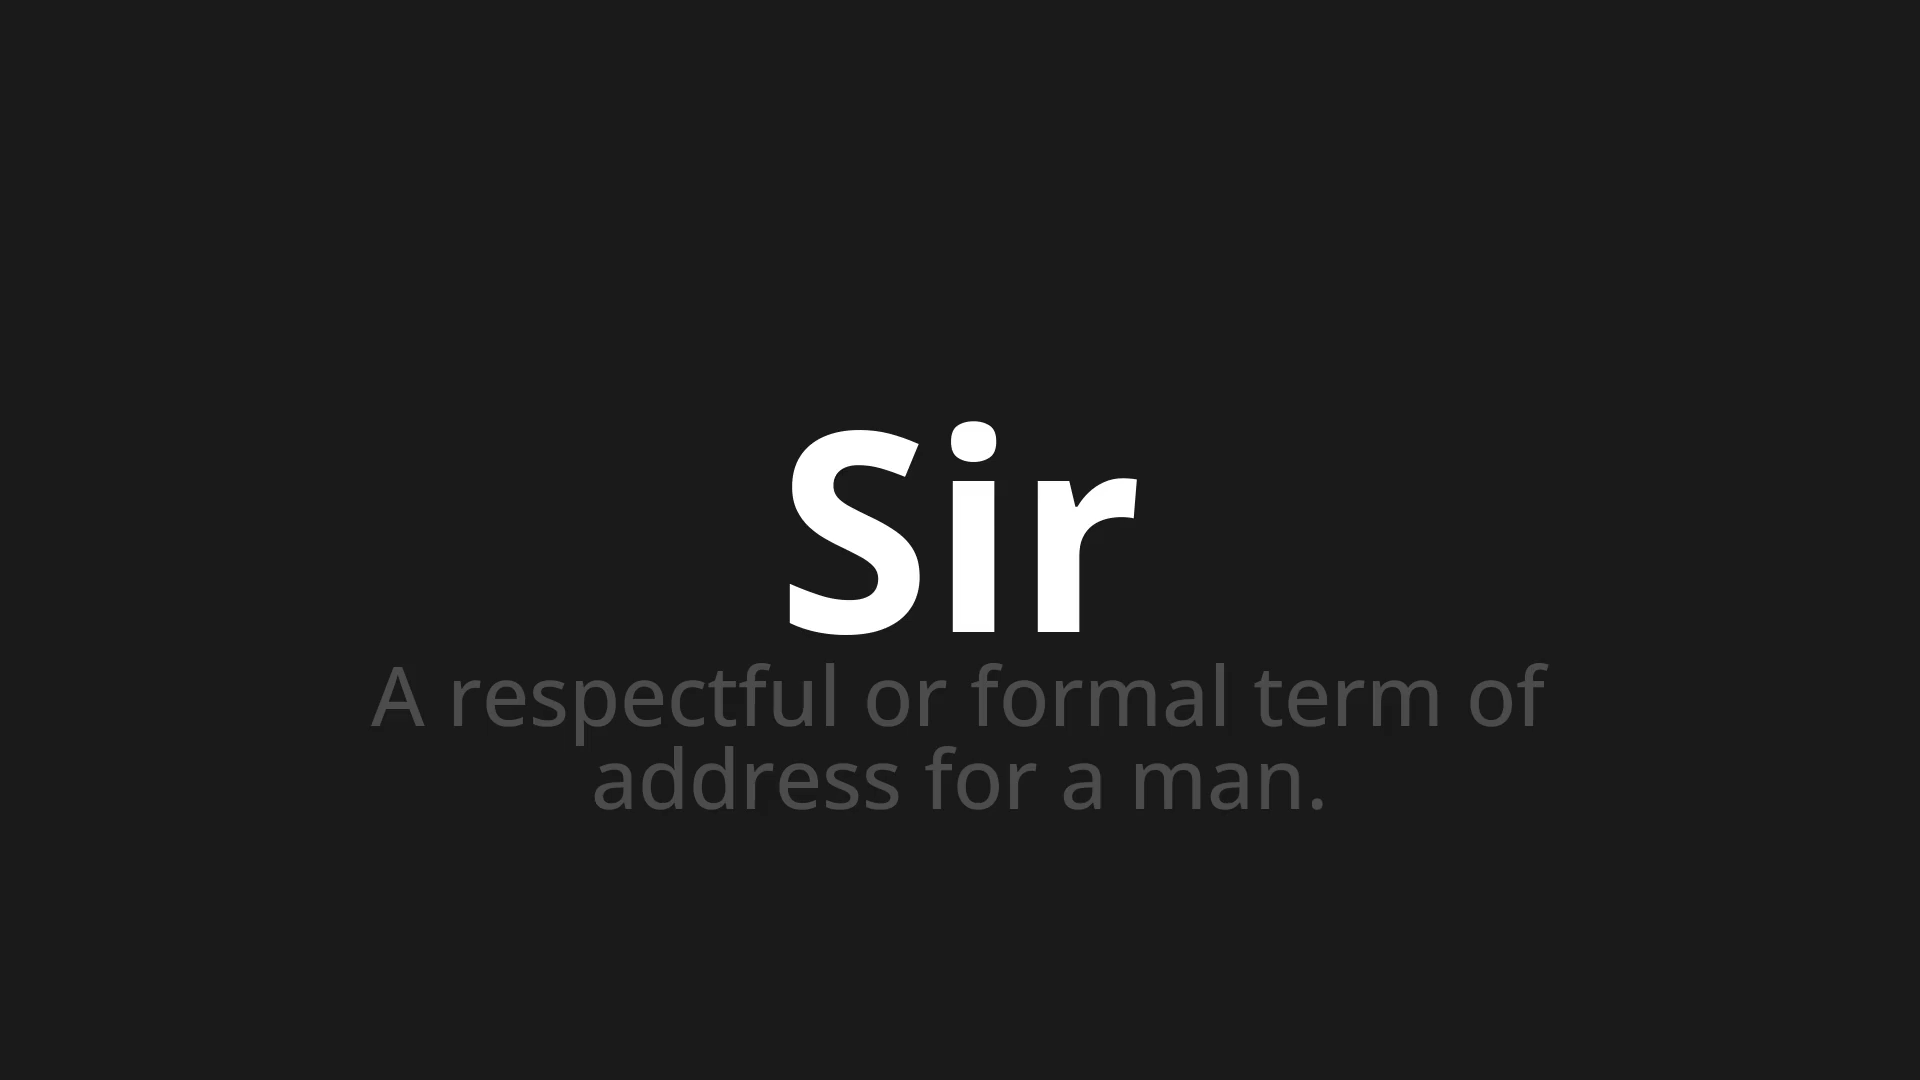 Sir
A respectful or formal term of
address for a man.